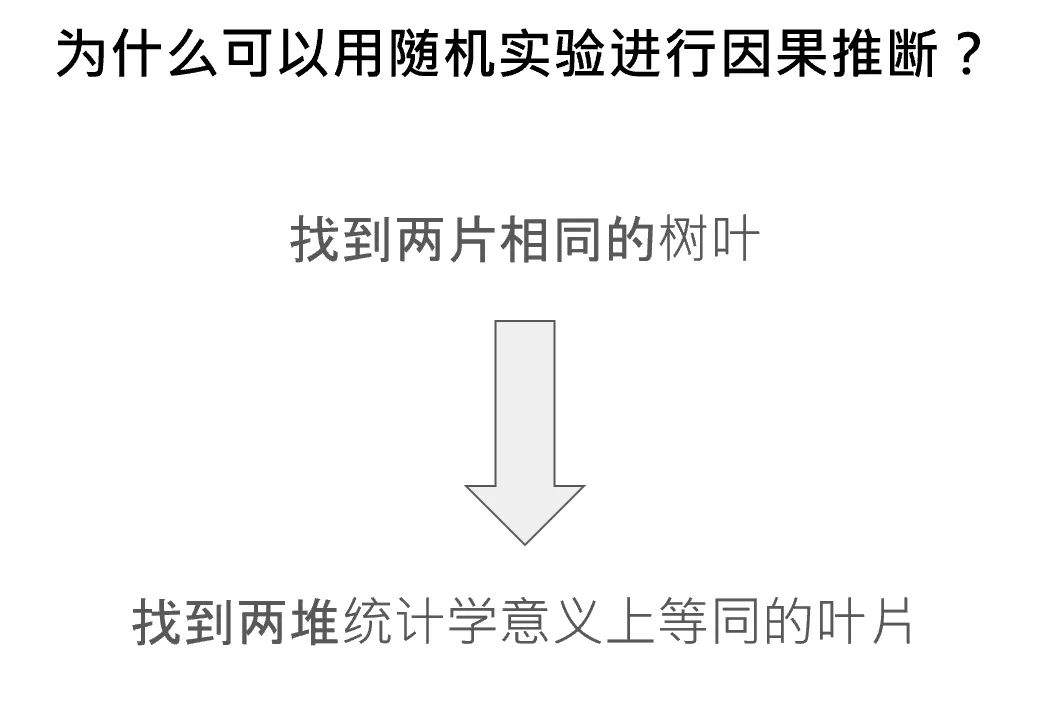 为什么可以用随机实验进行因果推断？
找到两片相同的树叶
找到两堆统计学意义上等同的叶片